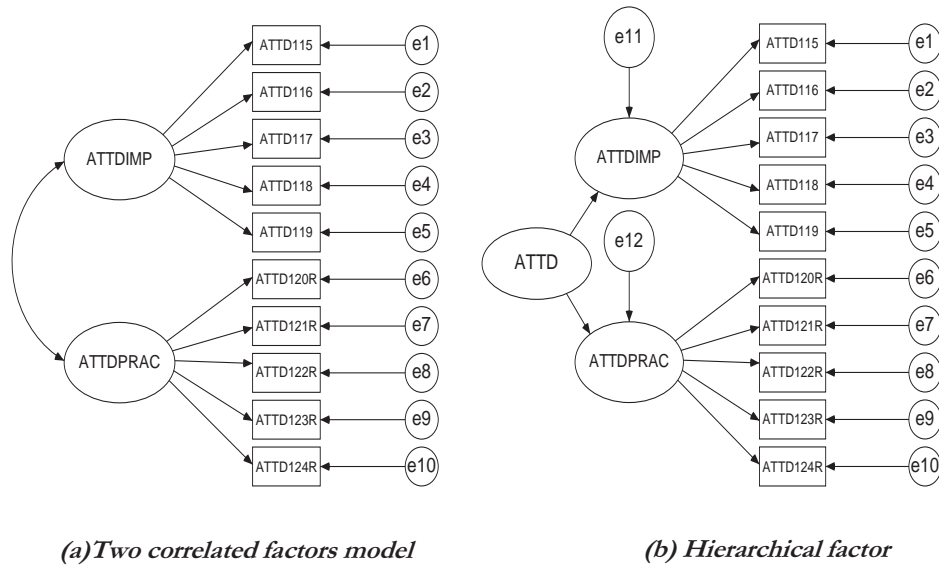 ATTD115
e1
ATTD116
e2
ATTD117
e3
ATTDIMP
ATTD118
e4
ATTD119
e5
ATTD120R
e6
ATTD121R
e7
ATTDPRAC
ATTD122R
e8
ATTD123R
e9
ATTD124R
e10
(a)Two correlated factors model
e11
ATTD115
e1
ATTD116
e2
ATTD117
e3
ATTDIMP
ATTD118
e4
ATTD119
e5
e12
ATTD
ATTD120R
e6
ATTD121R
e7
ATTDPRAC
ATTD122R
e8
ATTD123R
e9
ATTD124R
e10
(b) Hierarchical factor